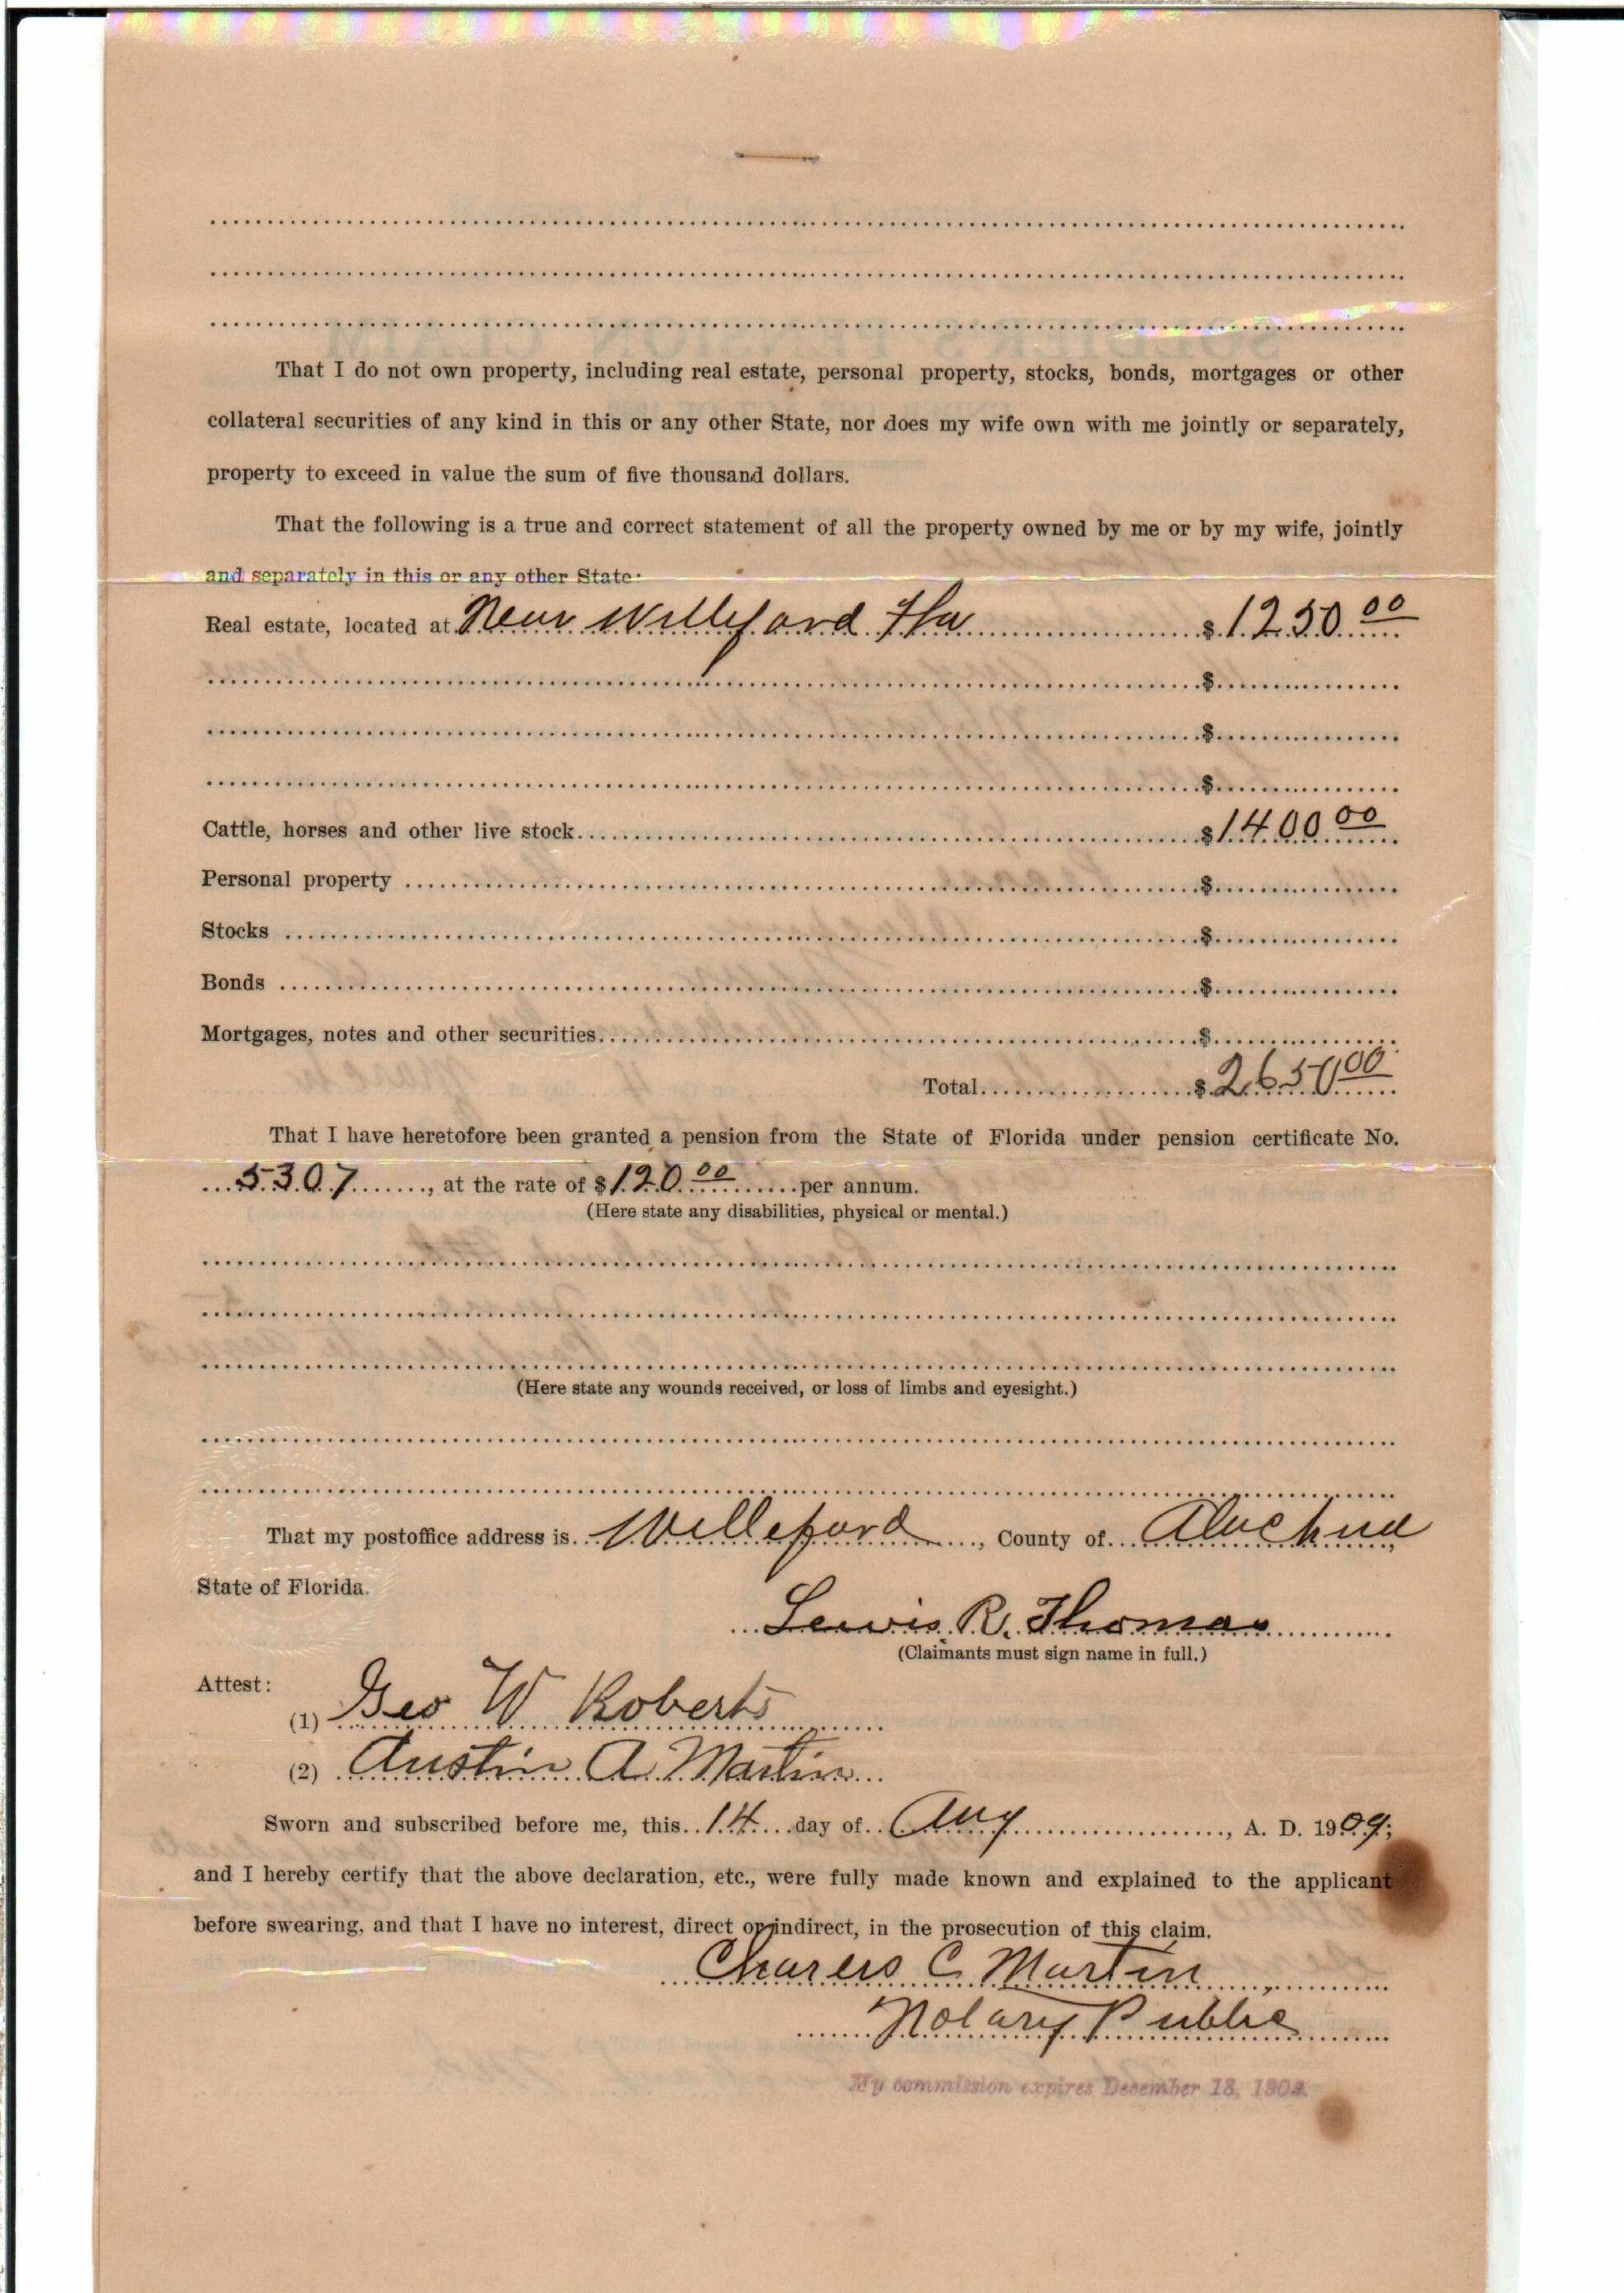 That I do not own property, including real estate, personal property, stocks, bonds, mortgages or other
collateral securities of any kind in this or any other State, nor does my wife own with me jointly or separately,
property to exceed in value the sum of five thousand dollars.
That the following is a true and correct statement of all the property owned by me or by my wife, jointly
and separately in this or any other State:
Real estate, located at Near Willeford Fla $1250.00
$
$
$
Cattle, horses and other live stock $1400.00
Personal property $
Stocks $
Bonds $
Mortgages, notes and other securities $
Total $2650.00
That I have heretofore been granted a pension from the State of Florida under pension certificate No.
5307, at the rate of $120.00 per annum.
(Here state any disabilities, physical or mental.)
(Here state any wounds received, or loss of limbs and eyesight.)
That my postoffice address is Willeford, County of Alachua,
State of Florida.
Lewis R. Thomas
(Claimants must sign name in full.)
Attest:
(1) Geo W Roberts
(2) Austin A. Martin
Sworn and subscribed before me, this 14 day of Aug, A. D. 1909;
and I hereby certify that the above declaration, etc., were fully made known and explained to the applicant
before swearing, and that I have no interest, direct or indirect, in the prosecution of this claim.
Charles C. Martin
Notary Public
My commission expires December 18,